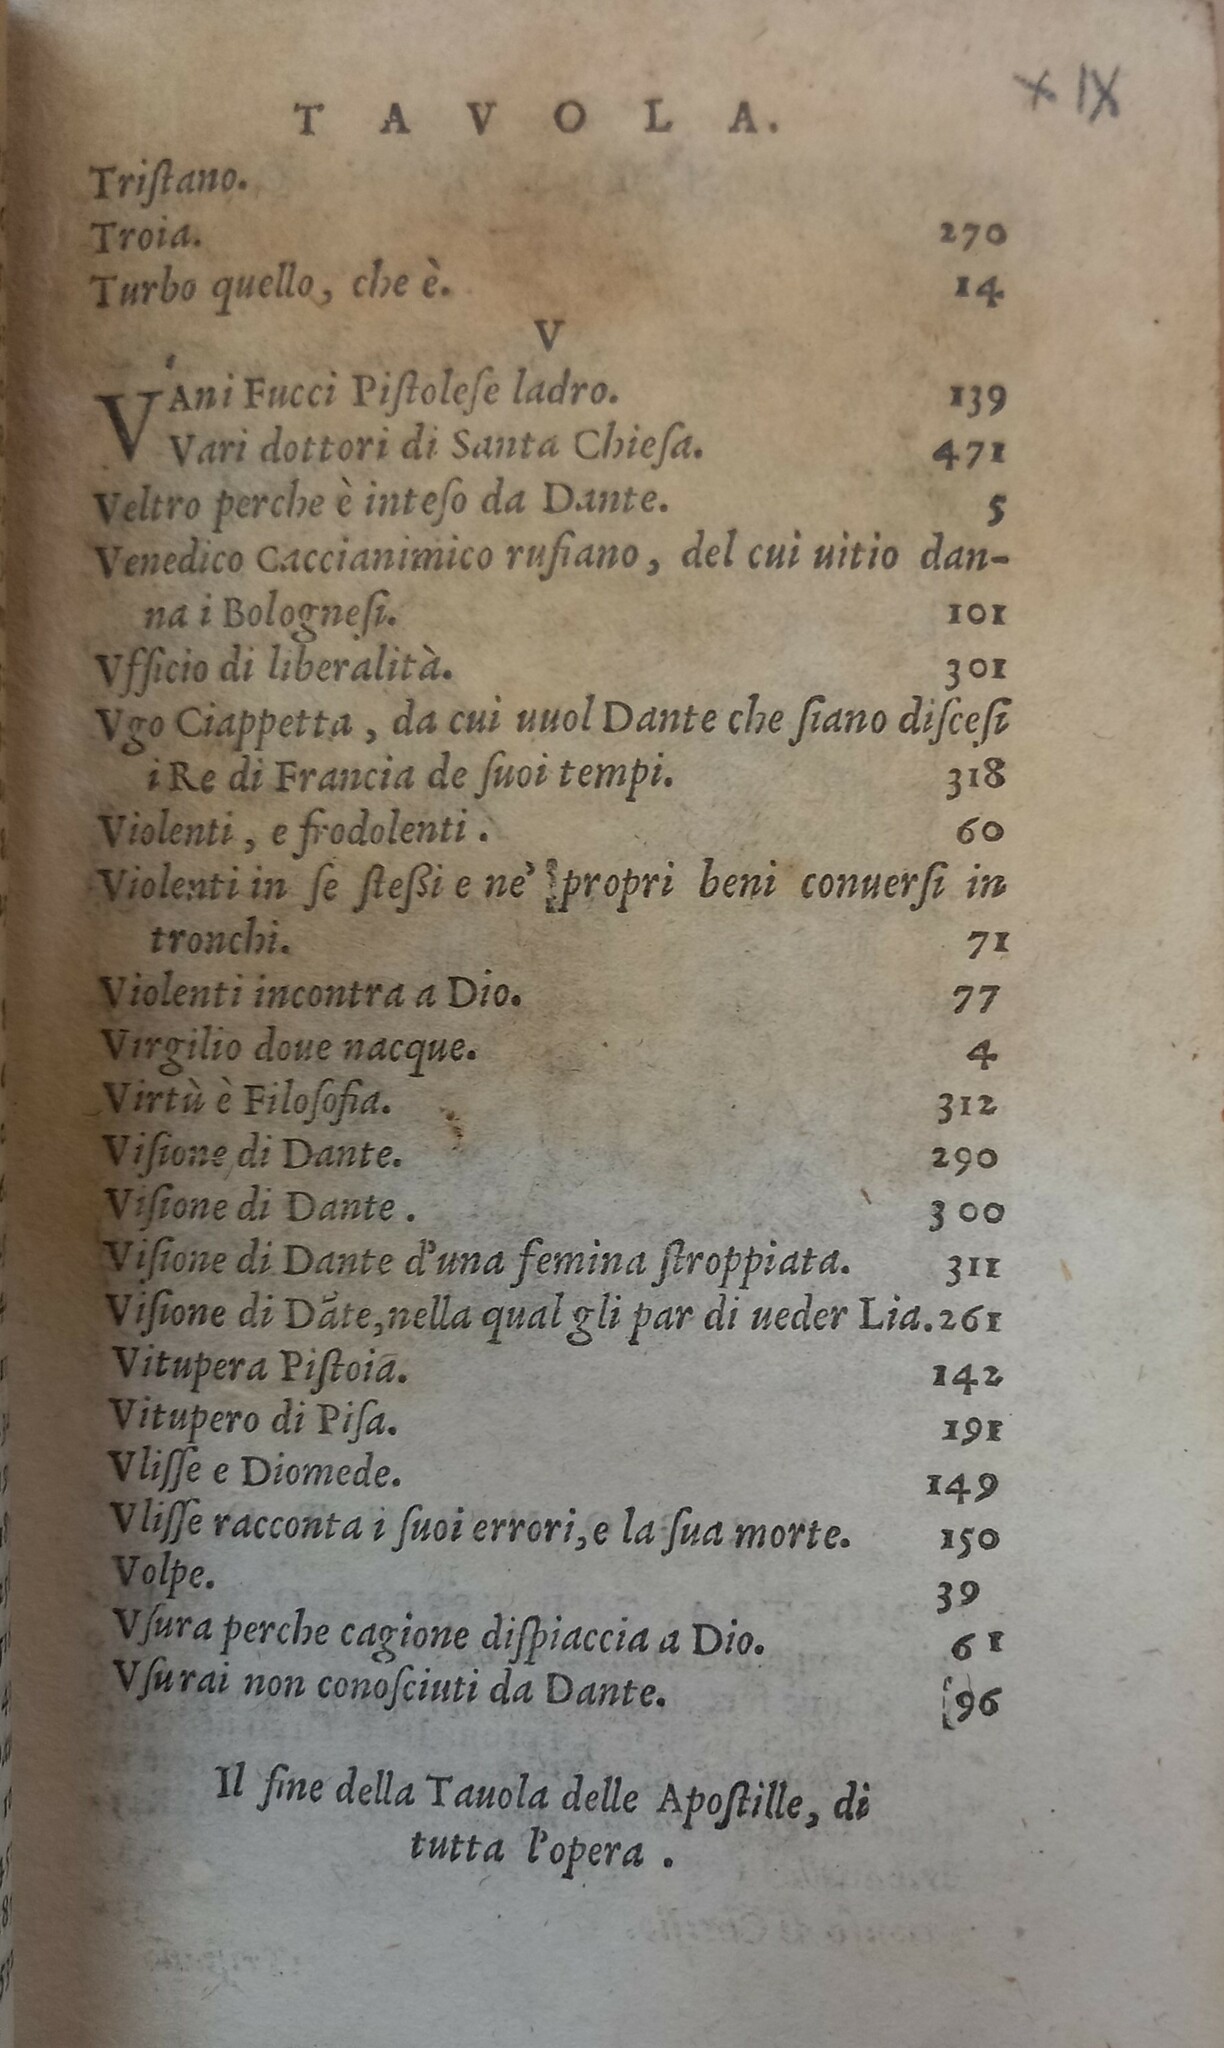 x IX
TAVOLA.
Triſtano.
Troia. 270
Turbo quello, che è. 14
V
VAni Fucci Piſtoleſe ladro. 139
Vari dottori di Santa Chieſa. 471
Veltro perche è inteſo da Dante. 5
Venedico Caccianimico rufiano, del cui uitio dan-
na i Bologneſi. 101
Vfficio di liberalità. 301
Vgo Ciappetta, da cui uuol Dante che ſiano diſceſi
i Re di Francia de ſuoi tempi. 318
Violenti, e frodolenti. 60
Violenti in ſe ſteßi e ne' propri beni conuerſi in
tronchi. 71
Violenti incontra a Dio. 77
Virgilio doue nacque. 4
Virtù è Filoſofia. 312
Viſione di Dante. 290
Viſione di Dante. 300
Viſione di Dante d'una femina ſtroppiata. 311
Viſione di Dāte, nella qual gli par di ueder Lia. 261
Vitupera Piſtoia. 142
Vitupero di Piſa. 191
Vliſſe e Diomede. 149
Vliſſe racconta i ſuoi errori, e la ſua morte. 150
Volpe. 39
Vſura perche cagione diſpiaccia a Dio. 61
Vſurai non conoſciuti da Dante. 96
Il fine della Tauola delle Apoſtille, di
tutta l'opera.